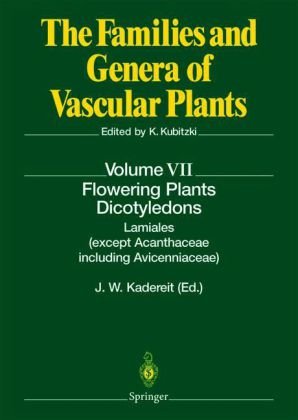 The Families and
Genera of
Vascular Plants
Edited by K. Kubitzki
Volume VII
Flowering Plants
Dicotyledons
Lamiales
(except Acanthaceae
including Avicenniaceae)
J. W. Kadereit (Ed.)
Springer